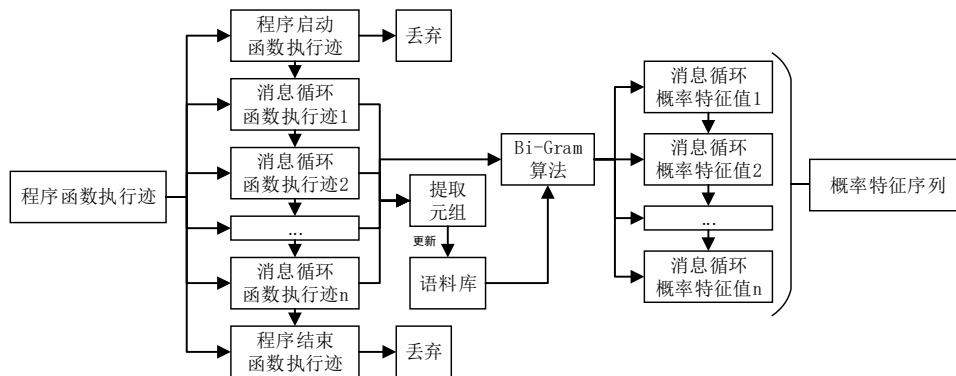 程序函数执行迹
程序启动
函数执行迹
丢弃
消息循环
函数执行迹1
消息循环
函数执行迹2
...
消息循环
函数执行迹n
程序结束
函数执行迹
丢弃
提取
元组
更新
语料库
Bi-Gram
算法
消息循环
概率特征值1
消息循环
概率特征值2
...
消息循环
概率特征值n
概率特征序列